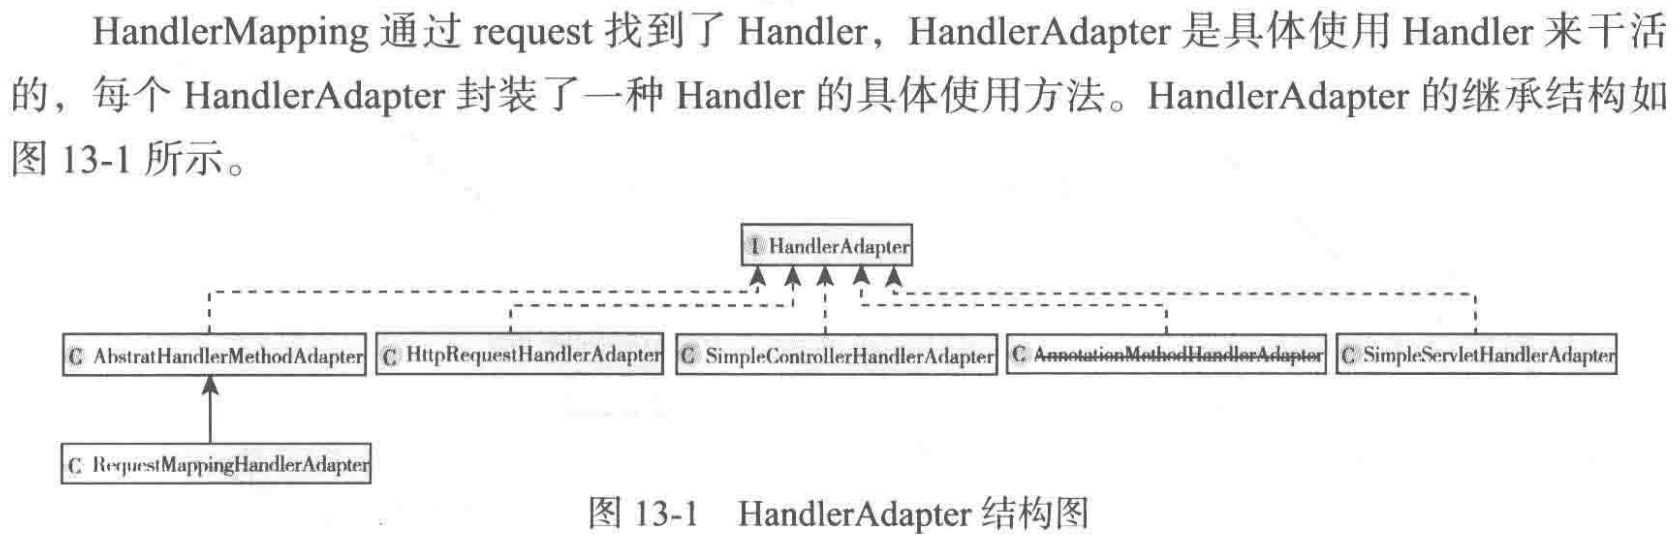 HandlerMapping 通过 request 找到了 Handler，HandlerAdapter 是具体使用 Handler 来干活
的，每个 HandlerAdapter 封装了一种 Handler 的具体使用方法。HandlerAdapter 的继承结构如
图 13-1 所示。
I HandlerAdapter
C AbstratHandlerMethodAdapter
C HttpRequestHandlerAdapter
C SimpleControllerHandlerAdapter
C AnnotationMethodHandlerAdapter
C SimpleServletHandlerAdapter
C RequestMappingHandlerAdapter
图 13-1 HandlerAdapter 结构图